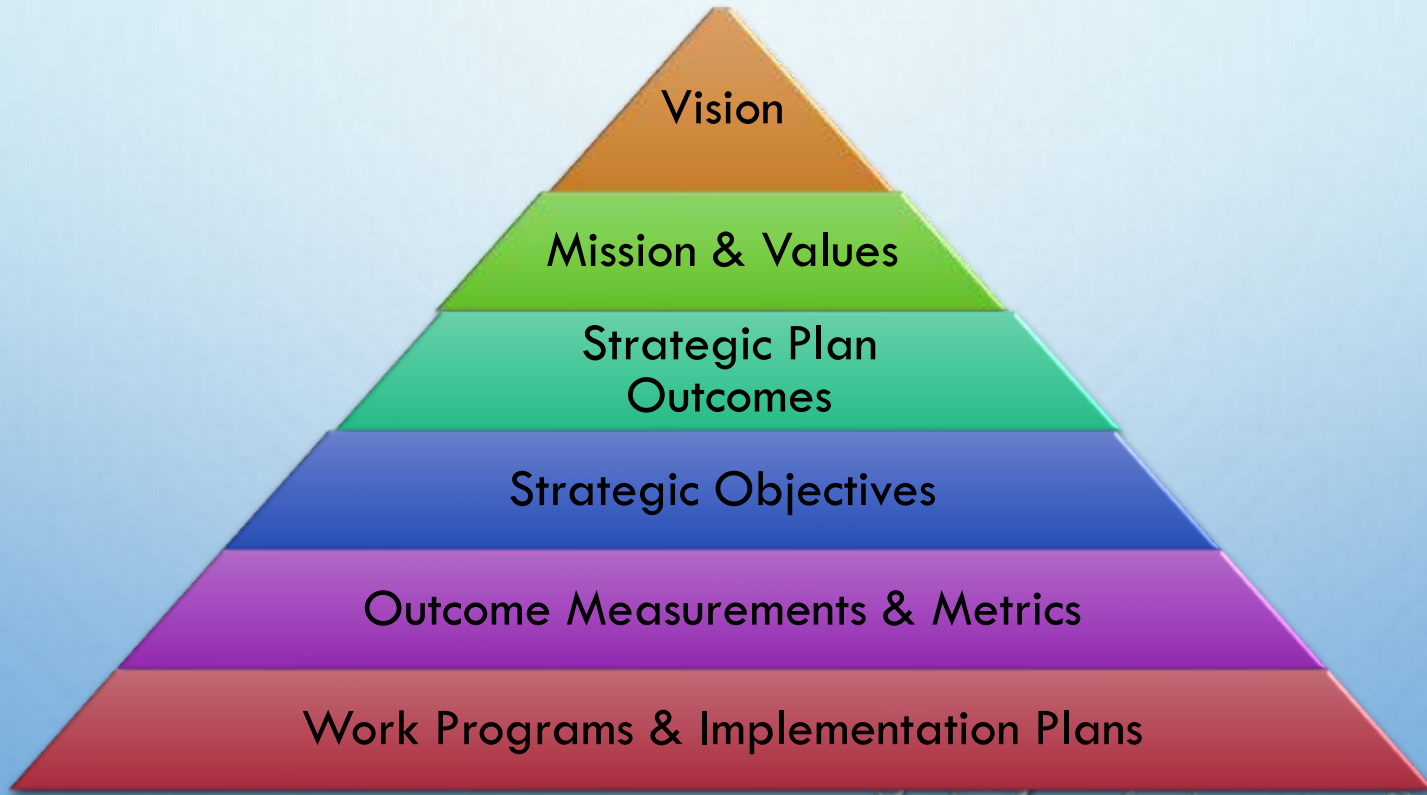 Vision
Mission & Values
Strategic Plan
Outcomes
Strategic Objectives
Outcome Measurements & Metrics
Work Programs & Implementation Plans